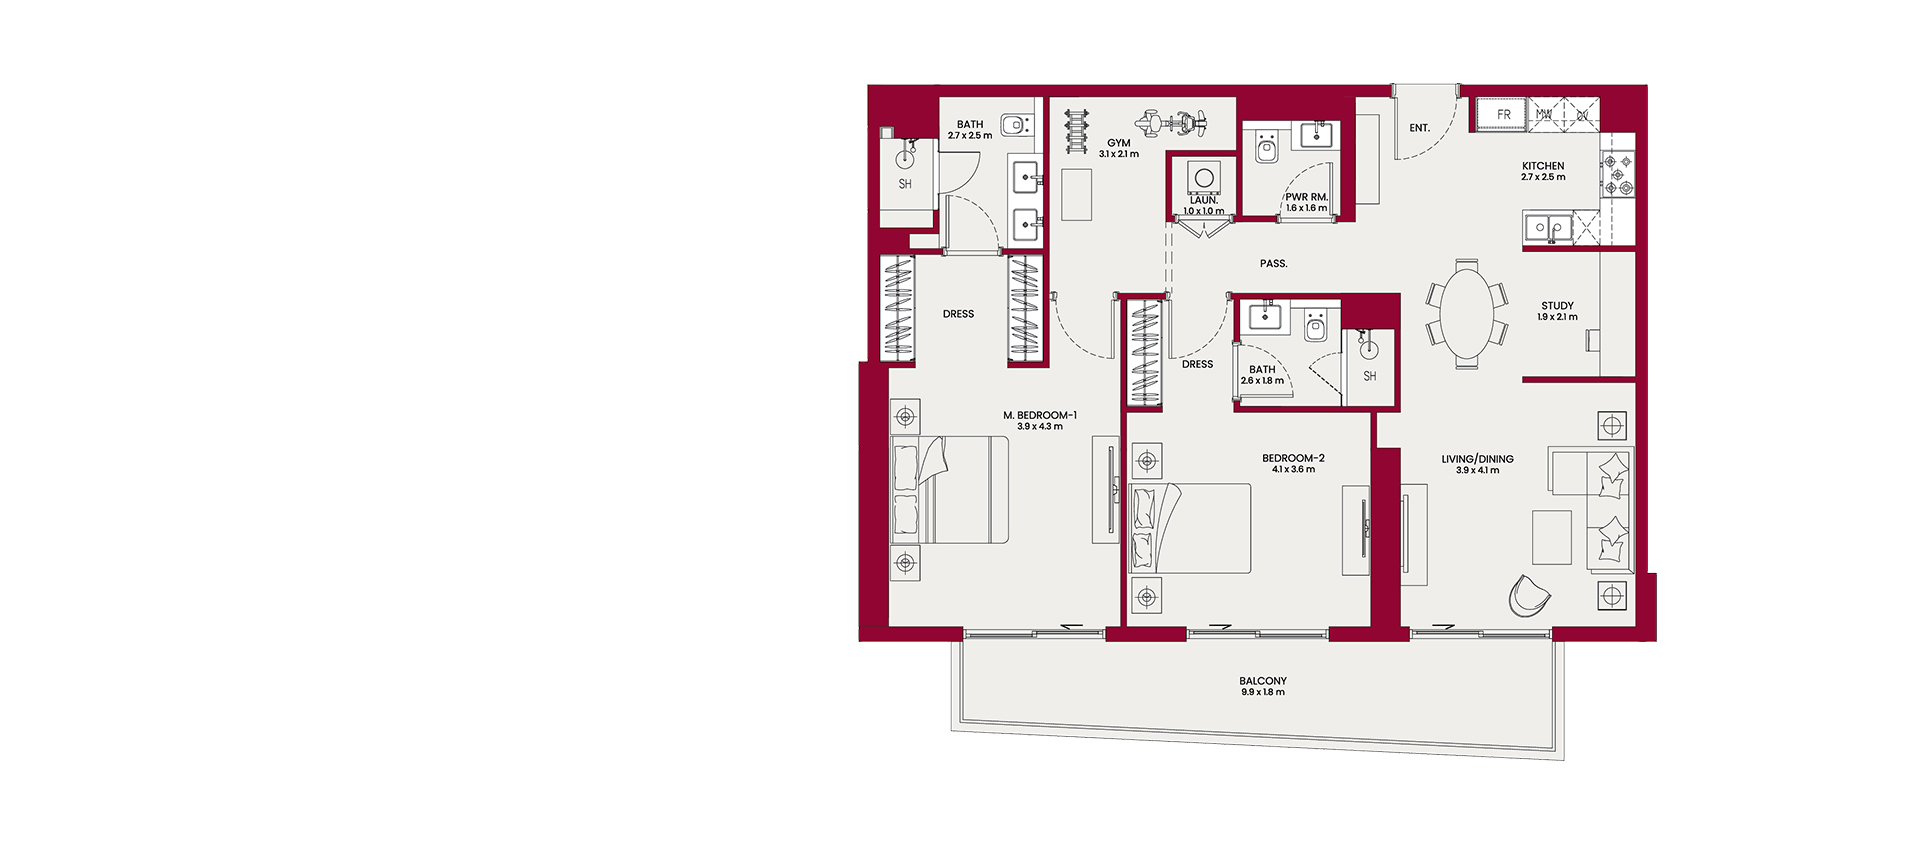 BATH
2.7 x 2.5 m
SH
GYM
3.1 x 2.1 m
LAUN.
1.0 x 1.0 m
PWR RM.
1.6 x 1.6 m
ENT.
FR
MW
OV
KITCHEN
2.7 x 2.5 m
PASS.
DRESS
STUDY
1.9 x 2.1 m
DRESS
BATH
2.6 x 1.8 m
SH
M. BEDROOM-1
3.9 x 4.3 m
BEDROOM-2
4.1 x 3.6 m
LIVING/DINING
3.9 x 4.1 m
BALCONY
9.9 x 1.8 m